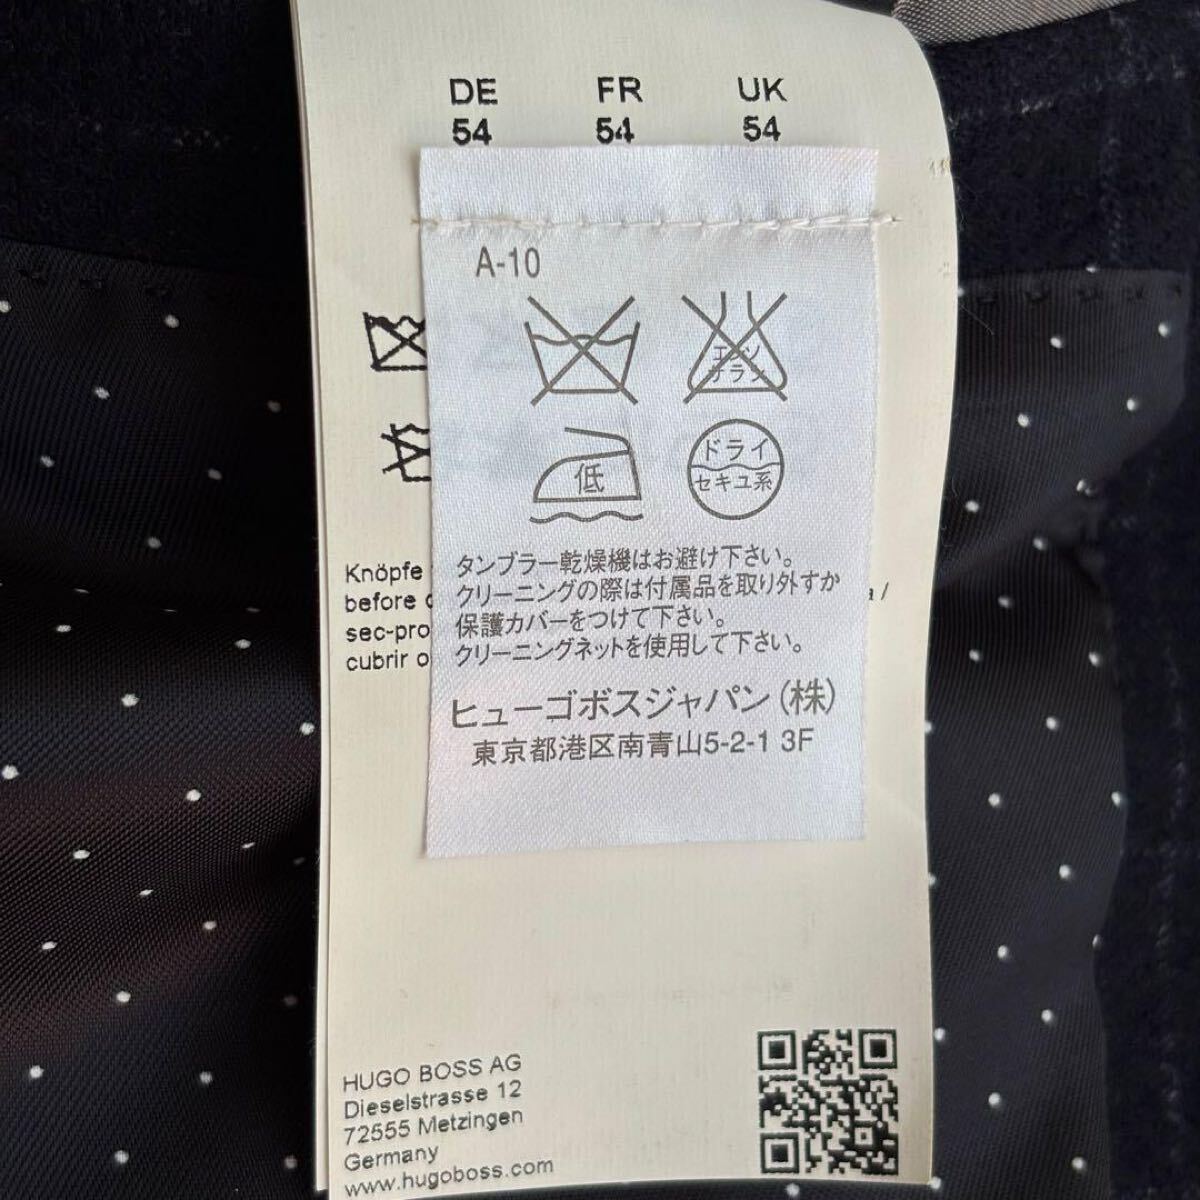 DE FR UK
54 54 54
A-10
エンソ
サラシ
低
ドライ
セキユ系
タンブラー乾燥機はお避け下さい。
クリーニングの際は付属品を取り外すか
保護カバーをつけて下さい。
クリーニングネットを使用して下さい。
ヒューゴボスジャパン(株)
東京都港区南青山5-2-1 3F
Knöpfe
before
sec-pro
cubrir o
HUGO BOSS AG
Dieselstrasse 12
72555 Metzingen
Germany
www.hugoboss.com